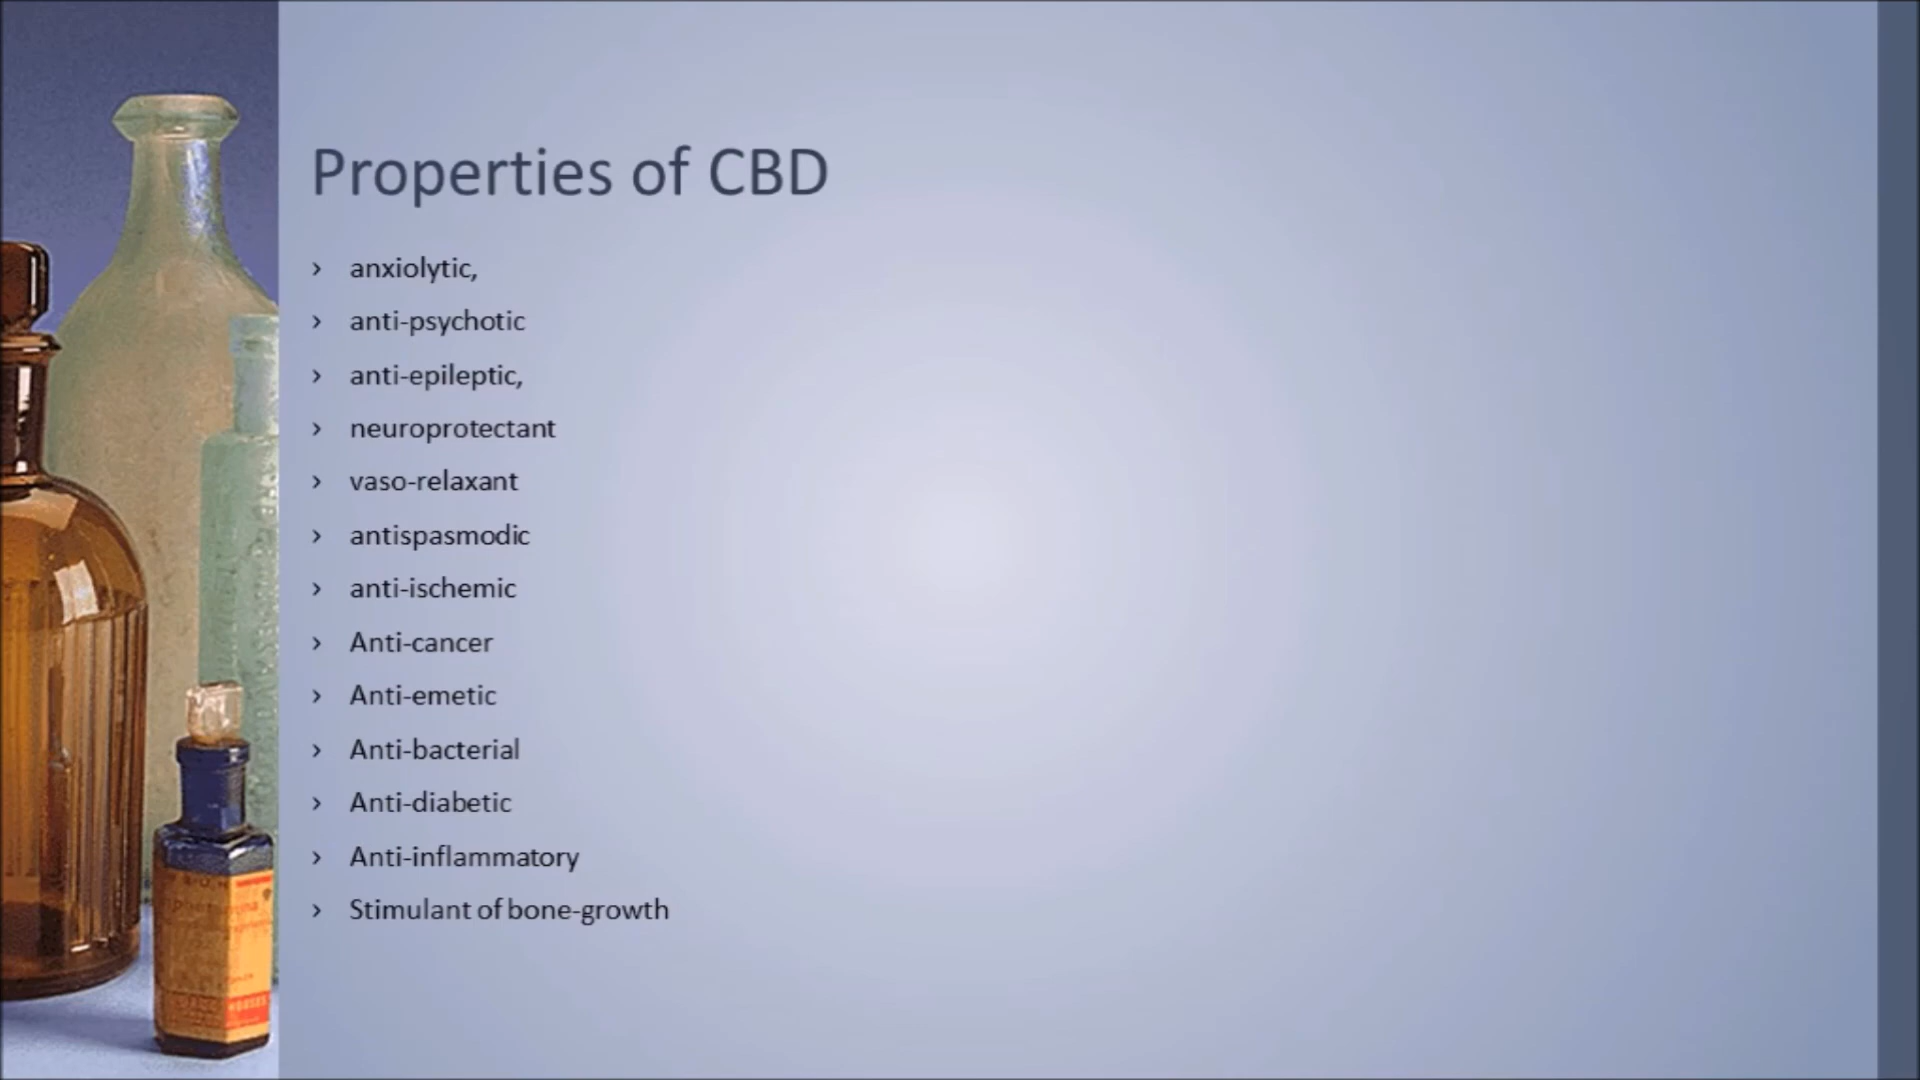 Properties of CBD
› anxiolytic,
› anti-psychotic
› anti-epileptic,
› neuroprotectant
› vaso-relaxant
› antispasmodic
› anti-ischemic
› Anti-cancer
› Anti-emetic
› Anti-bacterial
› Anti-diabetic
› Anti-inflammatory
› Stimulant of bone-growth